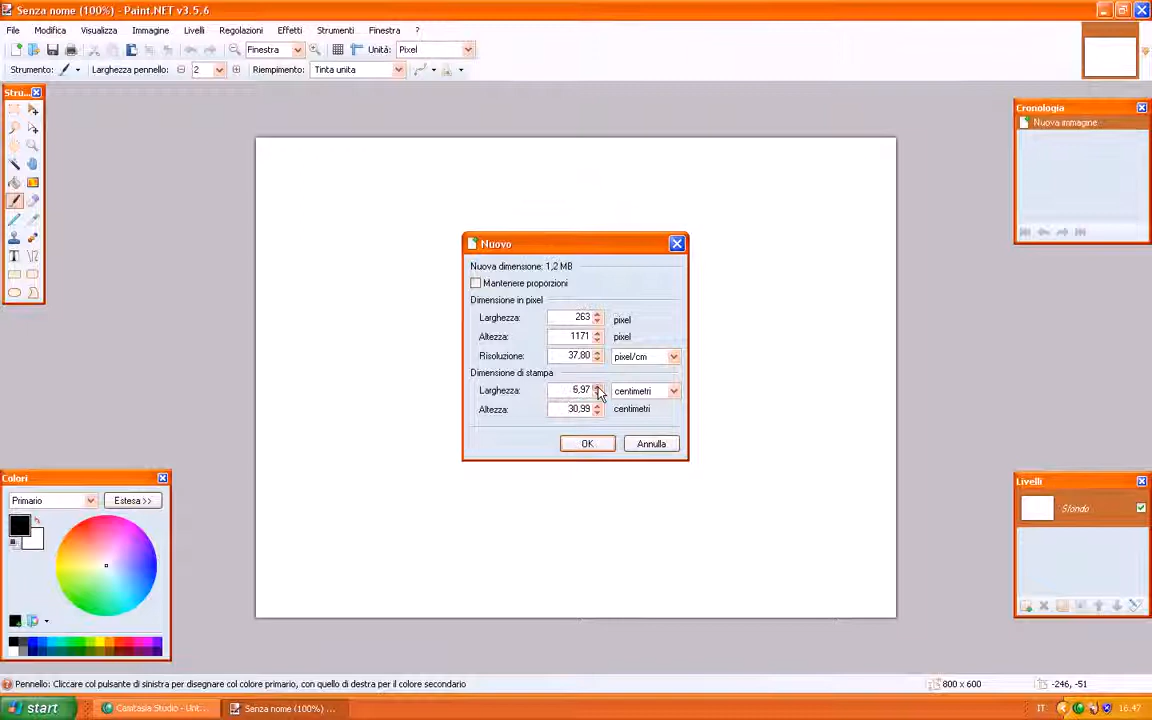 Senza nome (100%) - Paint.NET v3.5.6
File Modifica Visualizza Immagine Livelli Regolazioni Effetti Strumenti Finestra ?
Finestra Unità: Pixel
Strumento: Larghezza pennello: 2 Riempimento: Tinta unita
Stru...
Cronologia
Nuova immagine
Nuovo
Nuova dimensione: 1,2 MB
Mantenere proporzioni
Dimensione in pixel
Larghezza: 263 pixel
Altezza: 1171 pixel
Risoluzione: 37,80 pixel/cm
Dimensione di stampa
Larghezza: 6,97 centimetri
Altezza: 30,99 centimetri
OK Annulla
Colori
Primario Estesa >>
Livelli
Sfondo
Pennello: Cliccare col pulsante di sinistra per disegnare col colore primario, con quello di destra per il colore secondario
800 x 600 -246, -51
start Camtasia Studio - Unti... Senza nome (100%) ... IT 16.47